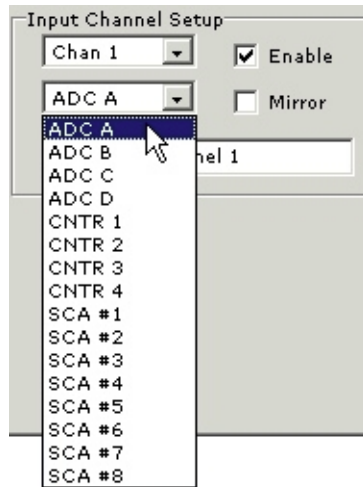 Input Channel Setup
Chan 1
Enable
ADC A
Mirror
ADC A
ADC B
nel 1
ADC C
ADC D
CNTR 1
CNTR 2
CNTR 3
CNTR 4
SCA #1
SCA #2
SCA #3
SCA #4
SCA #5
SCA #6
SCA #7
SCA #8